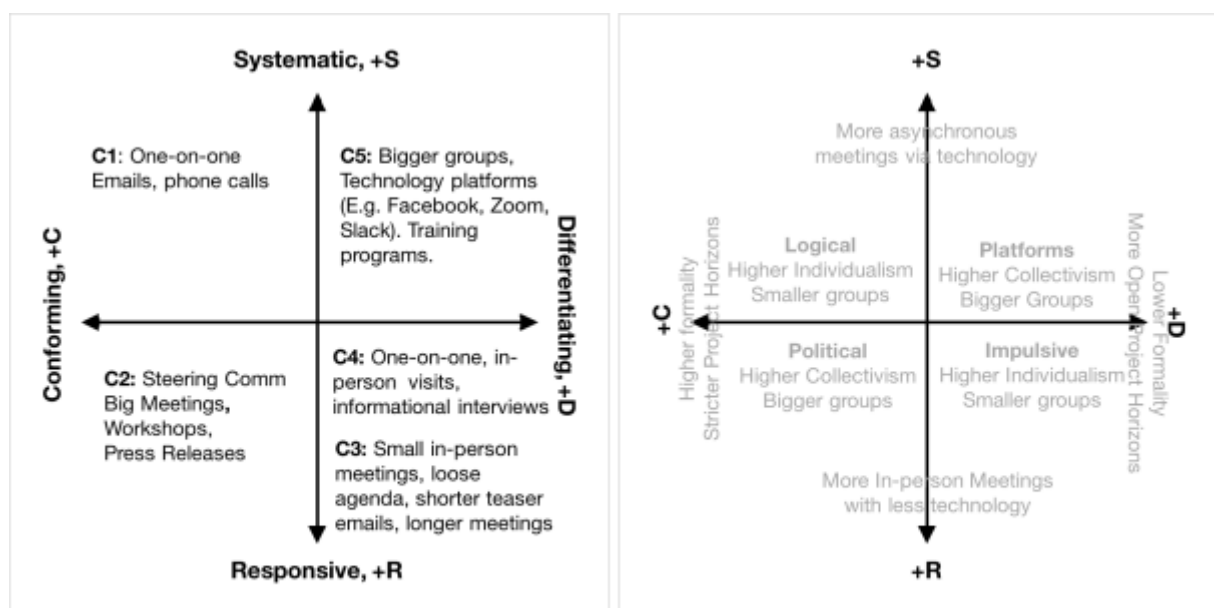 Systematic, +S
C1: One-on-one
Emails, phone calls
C5: Bigger groups,
Technology platforms
(E.g. Facebook, Zoom,
Slack). Training
programs.
Conforming, +C
Differentiating, +D
C2: Steering Comm
Big Meetings,
Workshops,
Press Releases
C4: One-on-one, in-
person visits,
informational interviews
C3: Small in-person
meetings, loose
agenda, shorter teaser
emails, longer meetings
Responsive, +R
+S
More asynchronous
meetings via technology
Logical
Higher Individualism
Smaller groups
Platforms
Higher Collectivism
Bigger Groups
+C
Higher formality
Stricter Project Horizons
+D
Lower Formality
More Open Project Horizons
Political
Higher Collectivism
Bigger groups
Impulsive
Higher Individualism
Smaller groups
More In-person Meetings
with less technology
+R